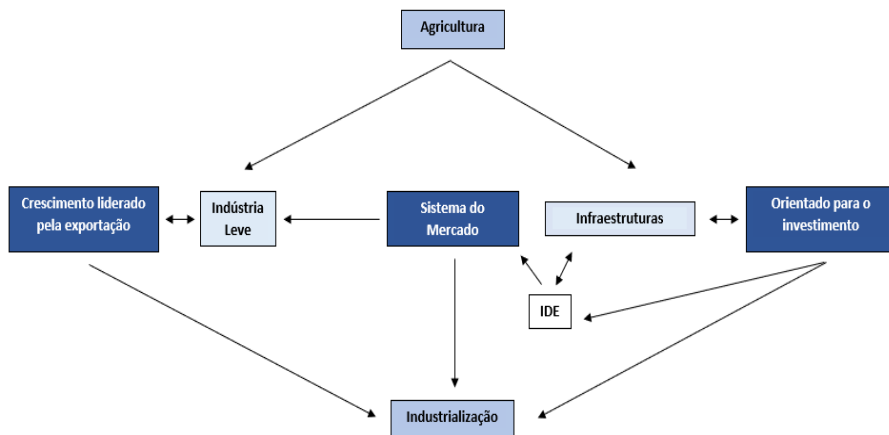 Agricultura
Crescimento liderado
pela exportação
Indústria
Leve
Sistema do
Mercado
Infraestruturas
Orientado para o
investimento
IDE
Industrialização